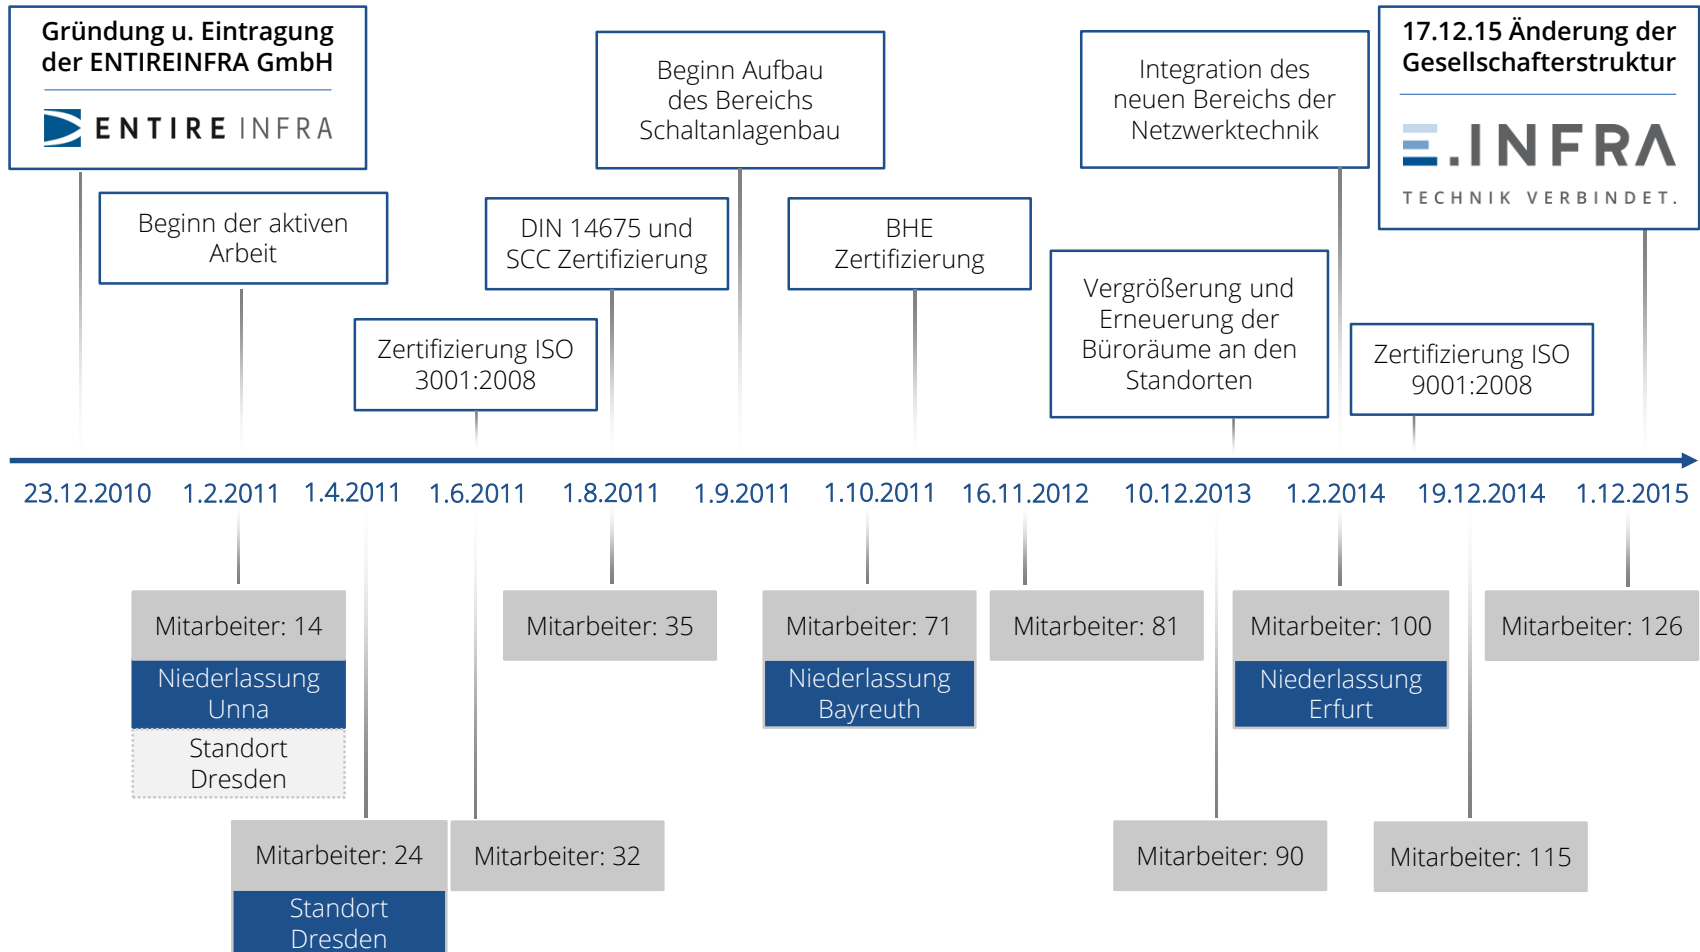 Gründung u. Eintragung
der ENTIREINFRA GmbH
ENTIRE INFRA
Beginn der aktiven
Arbeit
Zertifizierung ISO
3001:2008
DIN 14675 und
SCC Zertifizierung
Beginn Aufbau
des Bereichs
Schaltanlagenbau
BHE
Zertifizierung
Vergrößerung und
Erneuerung der
Büroräume an den
Standorten
Integration des
neuen Bereichs der
Netzwerktechnik
Zertifizierung ISO
9001:2008
17.12.15 Änderung der
Gesellschafterstruktur
E.INFRA
TECHNIK VERBINDET.
23.12.2010 1.2.2011 1.4.2011 1.6.2011 1.8.2011 1.9.2011 1.10.2011 16.11.2012 10.12.2013 1.2.2014 19.12.2014 1.12.2015
Mitarbeiter: 14
Niederlassung
Unna
Standort
Dresden
Mitarbeiter: 24
Standort
Dresden
Mitarbeiter: 32
Mitarbeiter: 35
Mitarbeiter: 71
Niederlassung
Bayreuth
Mitarbeiter: 81
Mitarbeiter: 90
Mitarbeiter: 100
Niederlassung
Erfurt
Mitarbeiter: 115
Mitarbeiter: 126